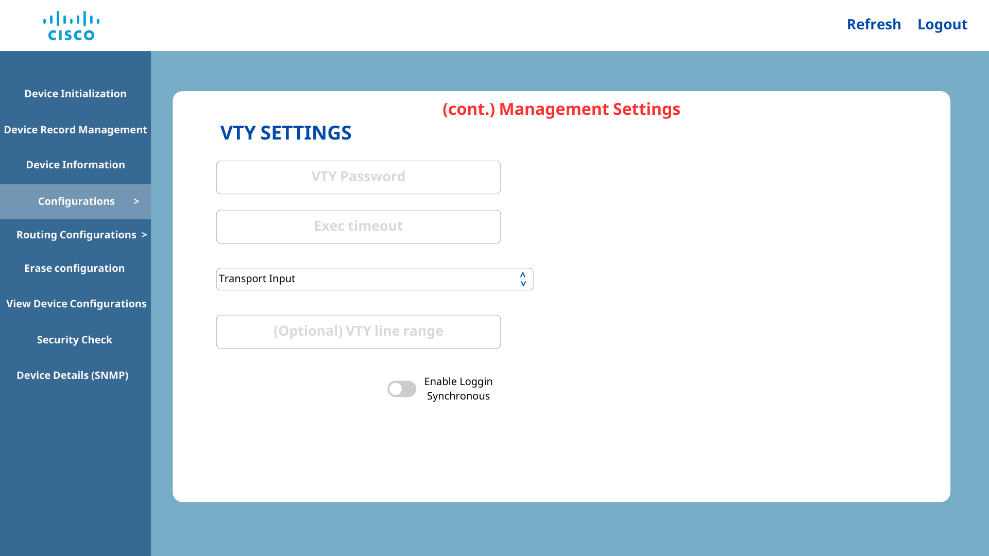 CISCO
Refresh Logout
Device Initialization
Device Record Management
Device Information
Configurations >
Routing Configurations >
Erase configuration
View Device Configurations
Security Check
Device Details (SNMP)
(cont.) Management Settings
VTY SETTINGS
VTY Password
Exec timeout
Transport Input
(Optional) VTY line range
Enable Loggin
Synchronous